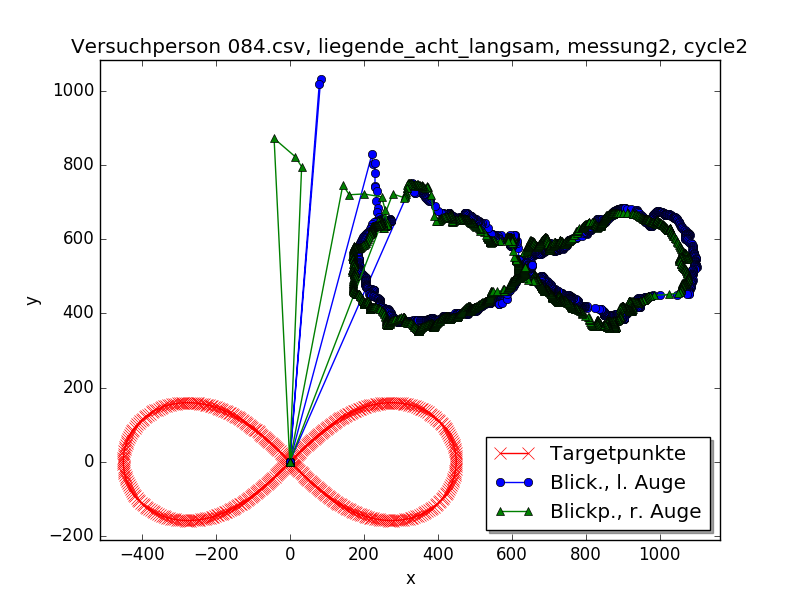 Versuchperson 084.csv, liegende_acht_langsam, messung2, cycle2
1000
800
600
400
200
0
−200
y
−400
−200
0
200
400
600
800
1000
x
Targetpunkte
Blick., l. Auge
Blickp., r. Auge